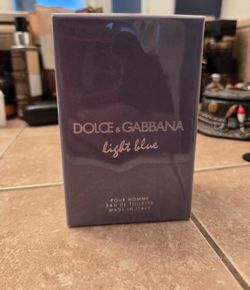 DOLCE & GABBANA
light blue
POUR HOMME
EAU DE TOILETTE
MADE IN ITALY